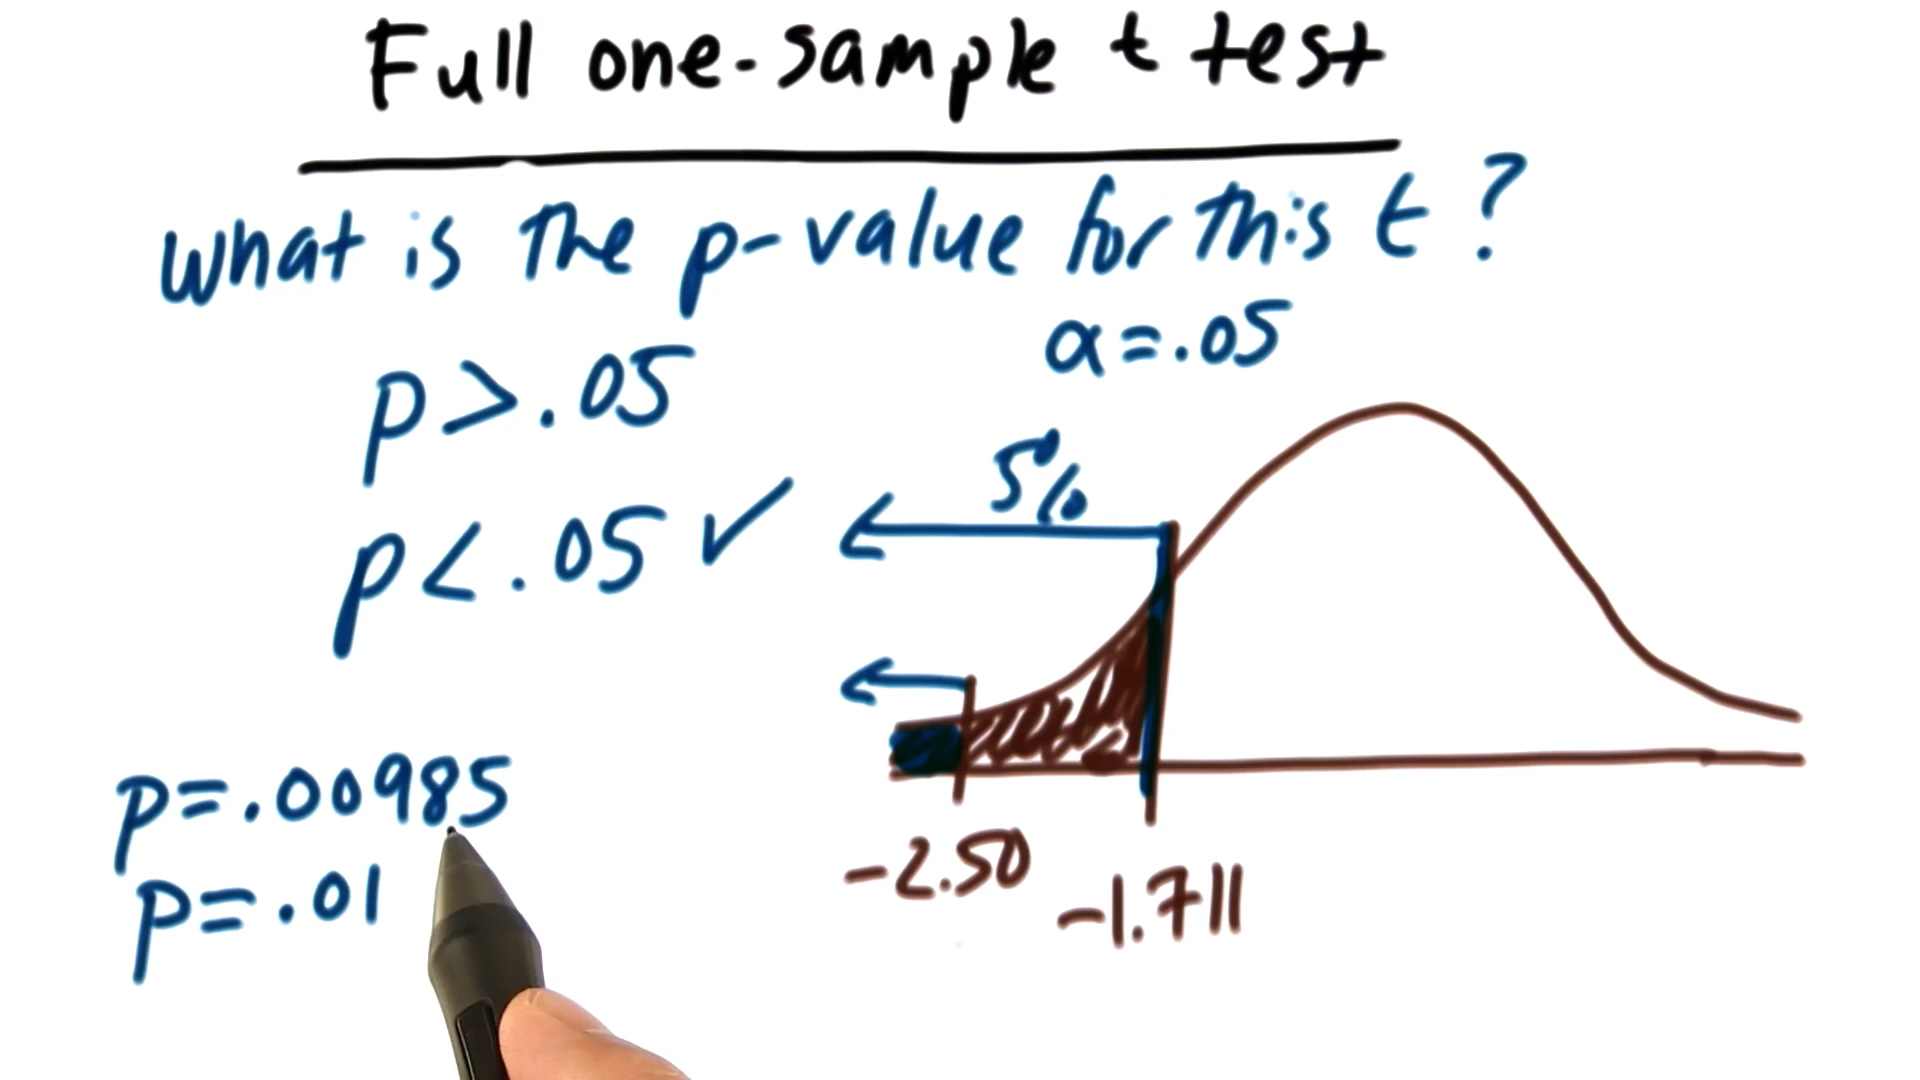 Full one-sample t test
What is the p-value for this t?
α=.05
p>.05
5%
p<.05 ✓
p=.00985
-2.50
-1.711
p=.01